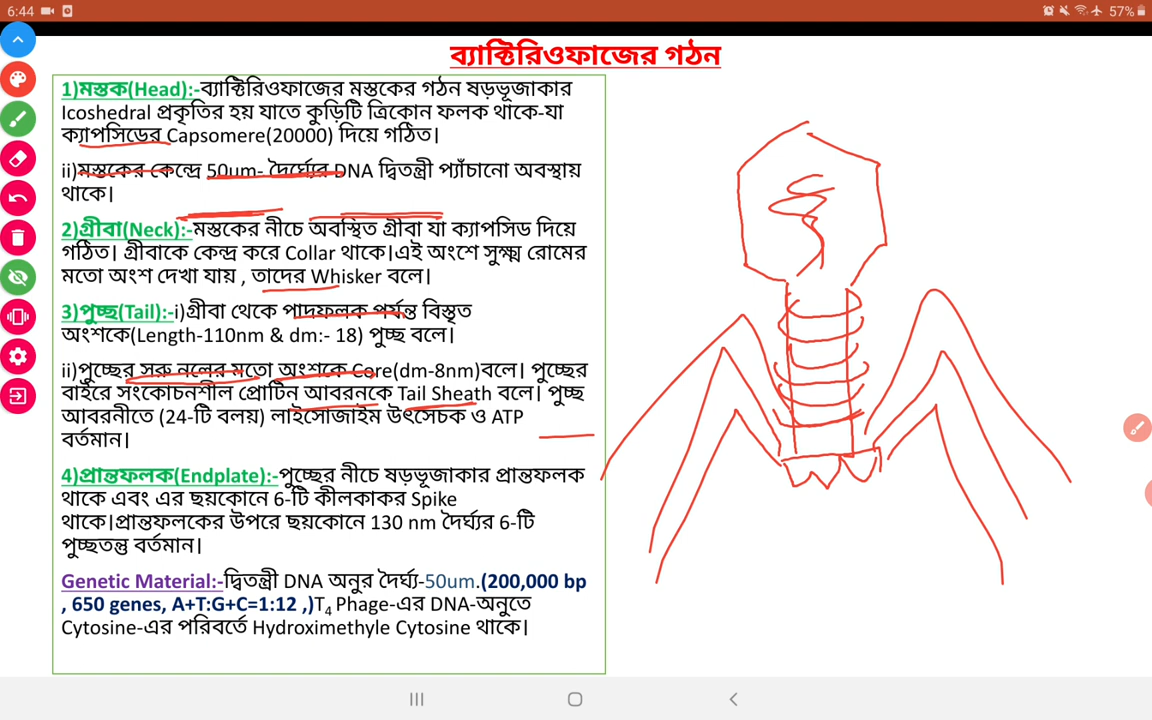 6:44
57%
ব্যাক্টিরিওফাজের গঠন
1)মস্তক(Head):-ব্যাক্টিরিওফাজের মস্তকের গঠন ষড়ভূজাকার
Icoshedral প্রকৃতির হয় যাতে কুড়িটি ত্রিকোন ফলক থাকে-যা
ক্যাপসিডের Capsomere(20000) দিয়ে গঠিত।
ii)মস্তকের কেন্দ্রে 50um- দৈর্ঘ্যের DNA দ্বিতন্ত্রী প্যাঁচানো অবস্থায়
থাকে।
2)গ্রীবা(Neck):-মস্তকের নীচে অবস্থিত গ্রীবা যা ক্যাপসিড দিয়ে
গঠিত। গ্রীবাকে কেন্দ্র করে Collar থাকে।এই অংশে সুক্ষ্ম রোমের
মতো অংশ দেখা যায় , তাদের Whisker বলে।
3)পুচ্ছ(Tail):-i)গ্রীবা থেকে পাদফলক পর্যন্ত বিস্তৃত
অংশকে(Length-110nm & dm:- 18) পুচ্ছ বলে।
ii)পুচ্ছের সরু নলের মতো অংশকে Core(dm-8nm)বলে। পুচ্ছের
বাইরে সংকোচনশীল প্রোটিন আবরনকে Tail Sheath বলে। পুচ্ছ
আবরনীতে (24-টি বলয়) লাইসোজাইম উৎসেচক ও ATP
বর্তমান।
4)প্রান্তফলক(Endplate):-পুচ্ছের নীচে ষড়ভূজাকার প্রান্তফলক
থাকে এবং এর ছয়কোনে 6-টি কীলকাকর Spike
থাকে।প্রান্তফলকের উপরে ছয়কোনে 130 nm দৈর্ঘ্যর 6-টি
পুচ্ছতন্তু বর্তমান।
Genetic Material:-দ্বিতন্ত্রী DNA অনুর দৈর্ঘ্য-50um.(200,000 bp
, 650 genes, A+T:G+C=1:12 ,)T₄ Phage-এর DNA-অনুতে
Cytosine-এর পরিবর্তে Hydroximethyle Cytosine থাকে।